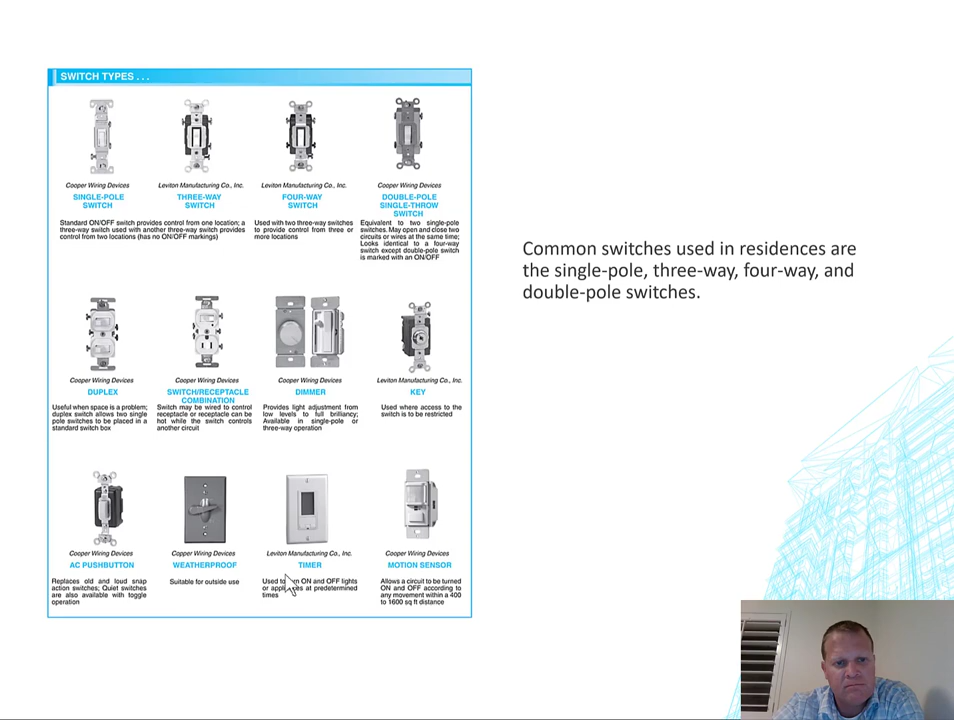 SWITCH TYPES . . .
Cooper Wiring Devices
SINGLE-POLE
SWITCH
Leviton Manufacturing Co., Inc.
THREE-WAY
SWITCH
Standard ON/OFF switch provides control from one location; a
three-way switch used with another three-way switch provides
control from two locations (has no ON/OFF markings)
Leviton Manufacturing Co., Inc.
FOUR-WAY
SWITCH
Used with two three-way switches
to provide control from three or
more locations
Cooper Wiring Devices
DOUBLE-POLE
SINGLE-THROW
SWITCH
Equivalent to two single-pole
switches. May open and close two
circuits or wires at the same time;
Looks identical to a four-way
switch except double-pole switch
is marked with an ON/OFF
Cooper Wiring Devices
DUPLEX
Useful when space is a problem;
duplex switch allows two single
pole switches to be placed in a
standard switch box
Cooper Wiring Devices
SWITCH/RECEPTACLE
COMBINATION
Switch may be wired to control
receptacle or receptacle can be
hot while the switch controls
another circuit
Cooper Wiring Devices
DIMMER
Provides light adjustment from
low levels to full brilliancy;
Available in single-pole or
three-way operation
Leviton Manufacturing Co., Inc.
KEY
Used where access to the
switch is to be restricted
Cooper Wiring Devices
AC PUSHBUTTON
Replaces old and loud snap
action switches; Quiet switches
are also available with toggle
operation
Cooper Wiring Devices
WEATHERPROOF
Suitable for outside use
Leviton Manufacturing Co., Inc.
TIMER
Used to ON and OFF lights
or at predetermined
times
Cooper Wiring Devices
MOTION SENSOR
Allows a circuit to be turned
ON and OFF according to
any movement within a 400
to 1600 sq ft distance
Common switches used in residences are
the single-pole, three-way, four-way, and
double-pole switches.